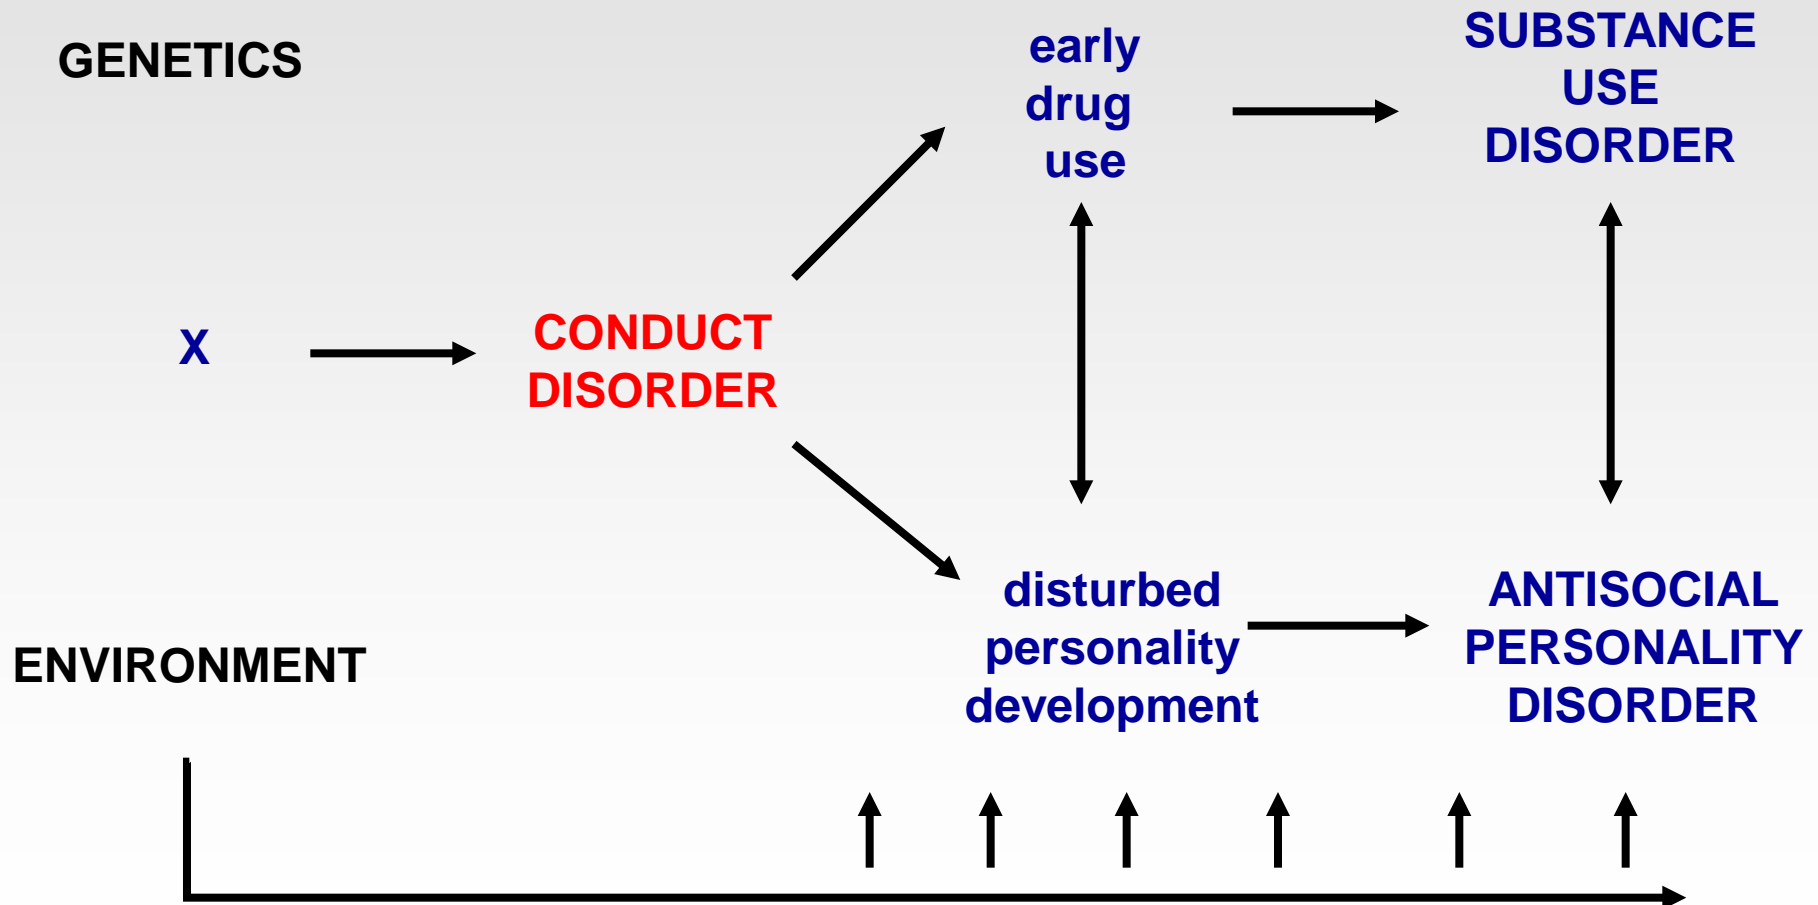 GENETICS
early
drug
use
SUBSTANCE
USE
DISORDER
X
CONDUCT
DISORDER
ENVIRONMENT
disturbed
personality
development
ANTISOCIAL
PERSONALITY
DISORDER